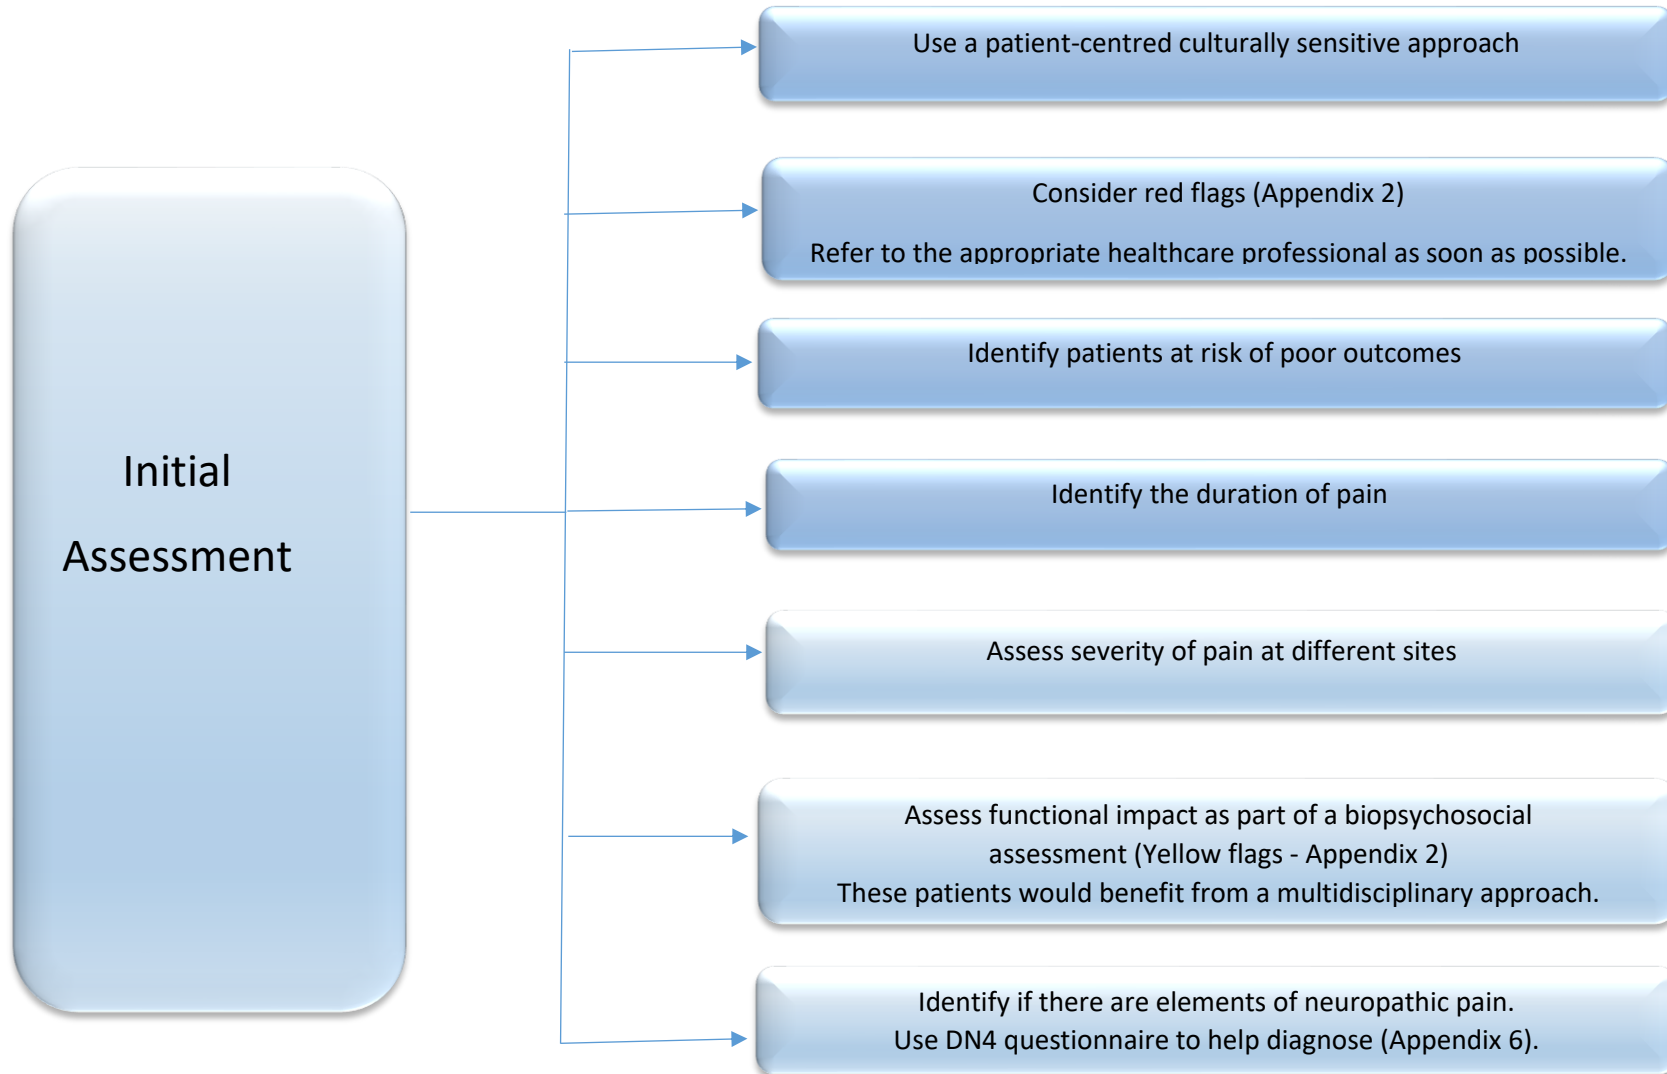 Initial
Assessment
Use a patient-centred culturally sensitive approach
Consider red flags (Appendix 2)
Refer to the appropriate healthcare professional as soon as possible.
Identify patients at risk of poor outcomes
Identify the duration of pain
Assess severity of pain at different sites
Assess functional impact as part of a biopsychosocial
assessment (Yellow flags - Appendix 2)
These patients would benefit from a multidisciplinary approach.
Identify if there are elements of neuropathic pain.
Use DN4 questionnaire to help diagnose (Appendix 6).